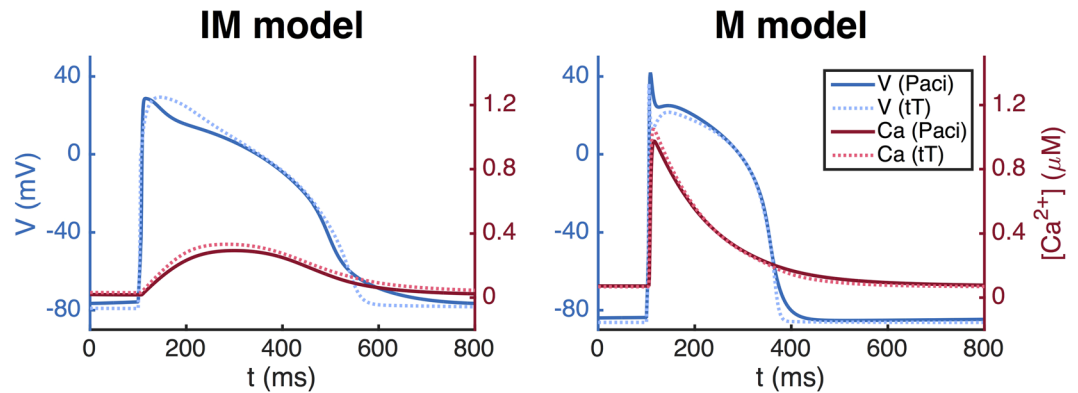 IM model
M model
V (mV)
40
0
-40
-80
1.2
0.8
0.4
0
0 200 400 600 800
t (ms)
40
0
-40
-80
V (Paci)
V (tT)
Ca (Paci)
Ca (tT)
1.2
0.8
0.4
0
[Ca²⁺] (μM)
0 200 400 600 800
t (ms)